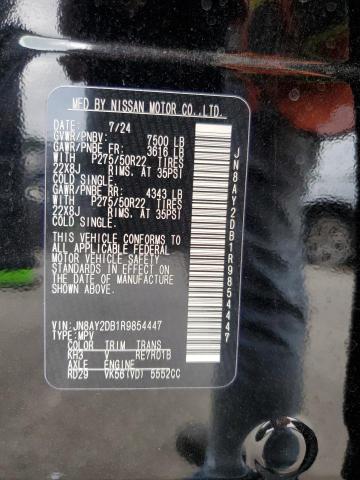 MFD BY NISSAN MOTOR CO.,LTD.
DATE: 7/24
GVWR/PNBV: 7500 LB
GAWR/PNBE FR: 3616 LB
WITH P275/50R22 TIRES
22X8J RIMS. AT 35PSI
COLD SINGLE.
GAWR/PNBE RR: 4343 LB
WITH P275/50R22 TIRES
22X8J RIMS. AT 35PSI
COLD SINGLE.
THIS VEHICLE CONFORMS TO
ALL APPLICABLE FEDERAL
MOTOR VEHICLE SAFETY
STANDARDS IN EFFECT ON
THE DATE OF MANUFACTURE
SHOWN ABOVE.
VIN: JN8AY2DB1R9854447
TYPE: MPV
COLOR TRIM TRANS
KH3 V RE7R01B
AXLE ENGINE
RD29 VK56(VD) 5552CC
JN8AY2DB1R9854447